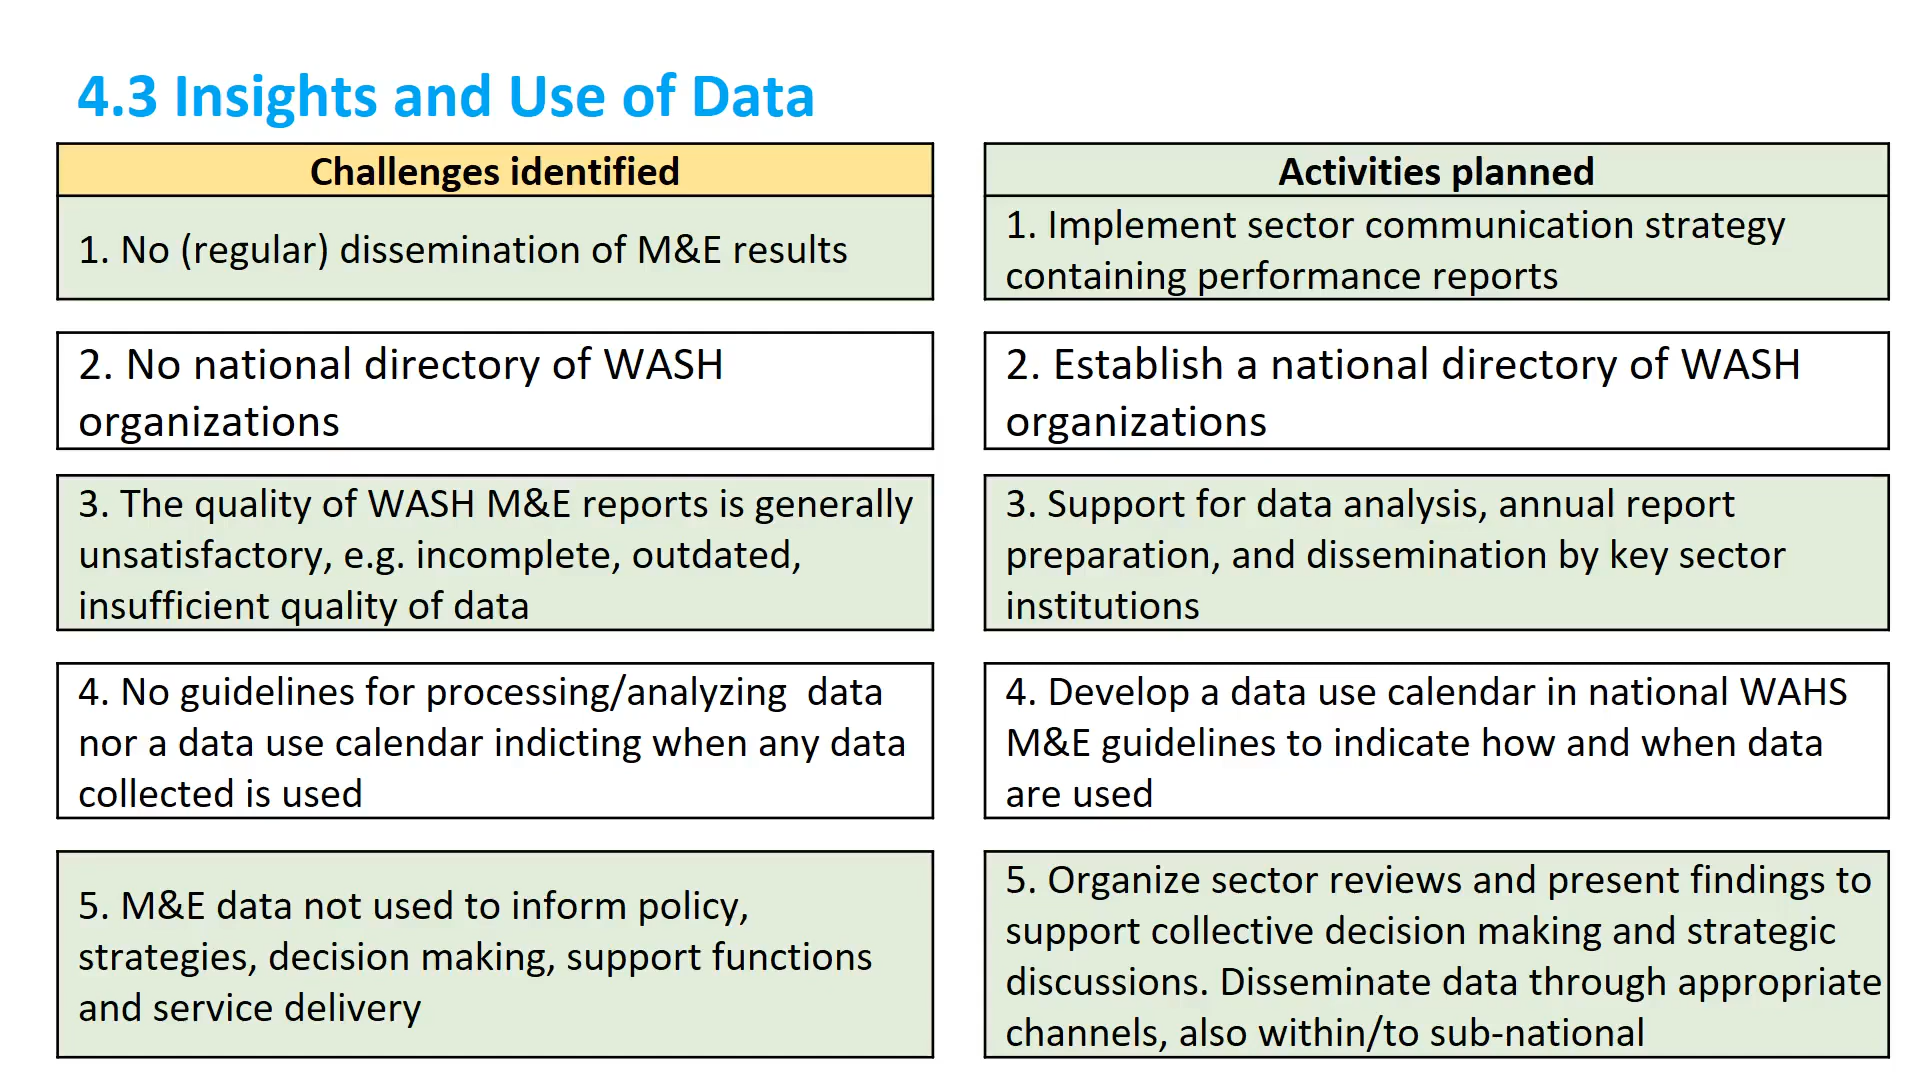 4.3 Insights and Use of Data
Challenges identified
Activities planned
1. No (regular) dissemination of M&E results
1. Implement sector communication strategy
containing performance reports
2. No national directory of WASH
organizations
2. Establish a national directory of WASH
organizations
3. The quality of WASH M&E reports is generally
unsatisfactory, e.g. incomplete, outdated,
insufficient quality of data
3. Support for data analysis, annual report
preparation, and dissemination by key sector
institutions
4. No guidelines for processing/analyzing  data
nor a data use calendar indicting when any data
collected is used
4. Develop a data use calendar in national WAHS
M&E guidelines to indicate how and when data
are used
5. M&E data not used to inform policy,
strategies, decision making, support functions
and service delivery
5. Organize sector reviews and present findings to
support collective decision making and strategic
discussions. Disseminate data through appropriate
channels, also within/to sub-national